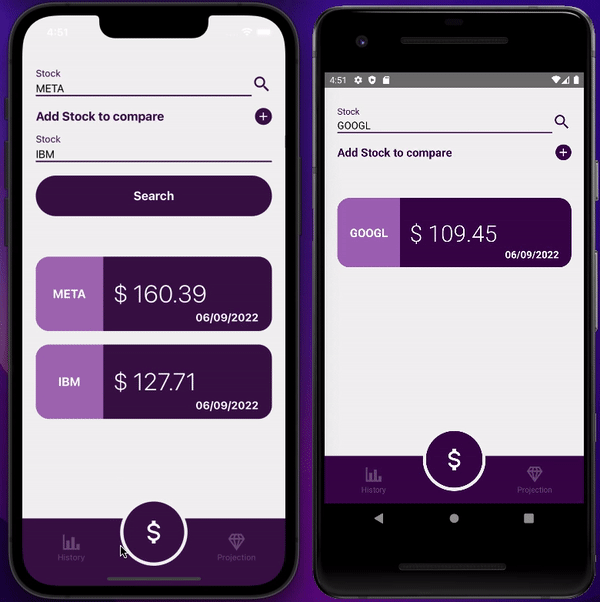 4:51
Stock
META
Add Stock to compare
Stock
IBM
Search
META
$ 160.39
06/09/2022
IBM
$ 127.71
06/09/2022
$
History
Projection
4:51
Stock
GOOGL
Add Stock to compare
GOOGL
$ 109.45
06/09/2022
$
History
Projection